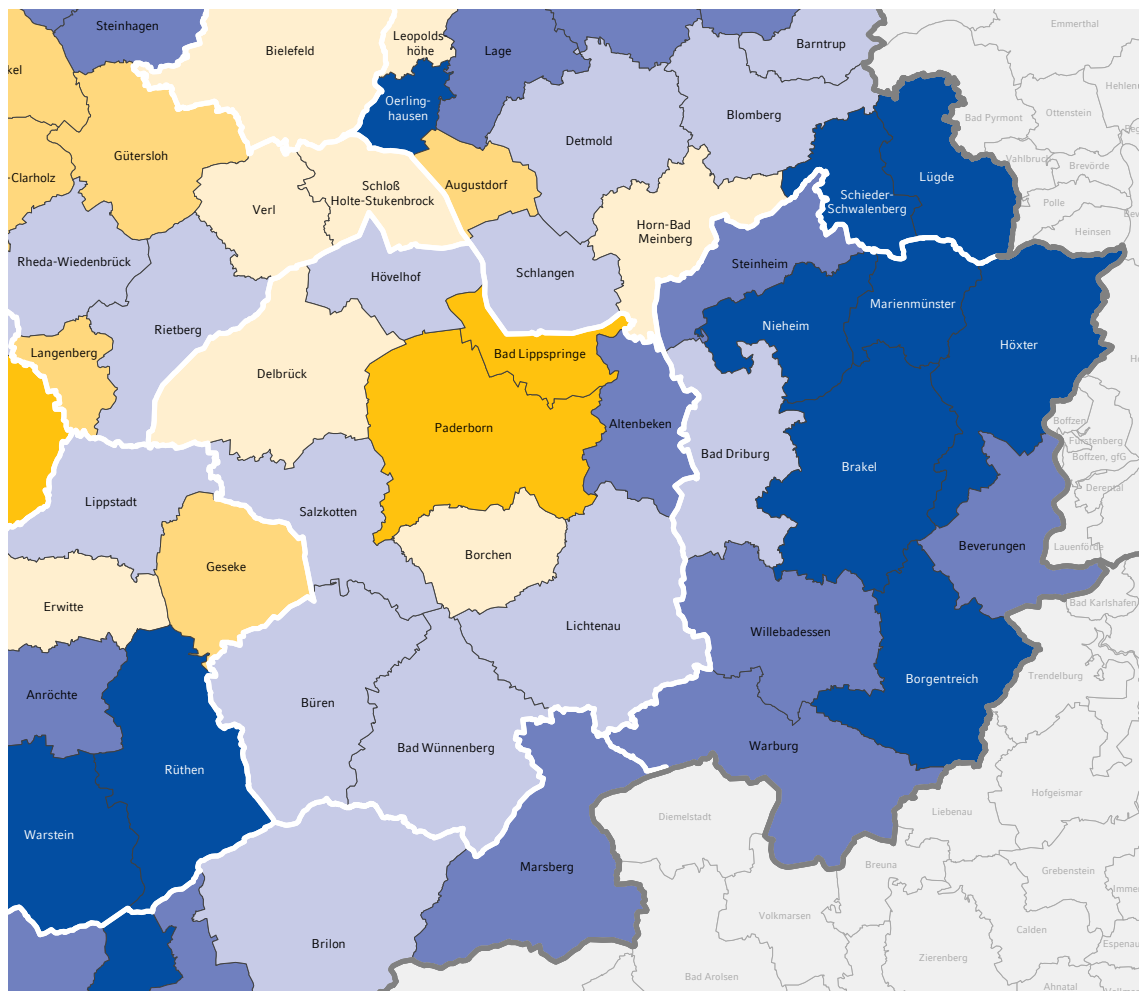 Steinhagen
Bielefeld
Leopolds
höhe
Lage
Barntrup
Emmerthal
kel
Oerling-
hausen
Blomberg
Bad Pyrmont
Ottenstein
Detmold
Gütersloh
-Clarholz
Schloß
Holte-Stukenbrock
Augustdorf
Verl
Schieder-
Schwalenberg
Lügde
Vahlbruch
Brevörde
Polle
Heinsen
Horn-Bad
Meinberg
Rheda-Wiedenbrück
Hövelhof
Schlangen
Steinheim
Marienmünster
Rietberg
Nieheim
Höxter
Langenberg
Bad Lippspringe
Delbrück
Paderborn
Altenbeken
Bad Driburg
Brakel
Boffzen
Fürstenberg
Boffzen, gfG
Derental
Lippstadt
Salzkotten
Lauenförde
Beverungen
Geseke
Borchen
Erwitte
Bad Karlshafen
Lichtenau
Willebadessen
Trendelburg
Borgentreich
Anröchte
Büren
Bad Wünnenberg
Warburg
Rüthen
Hofgeismar
Liebenau
Diemelstadt
Warstein
Marsberg
Breuna
Grebenstein
Volkmarsen
Calden
Brilon
Espenau
Zierenberg
Bad Arolsen
Ahnatal